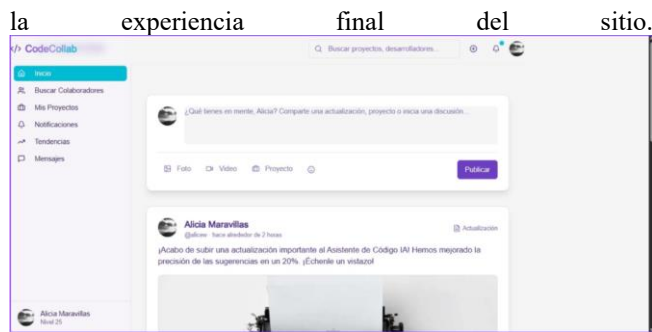 la experiencia final del sitio.
</> CodeCollab
Buscar proyectos, desarrolladores...
Inicio
Buscar Colaboradores
Mis Proyectos
Notificaciones
Tendencias
Mensajes
¿Qué tienes en mente, Alicia? Comparte una actualización, proyecto o inicia una discusión...
Foto Video Proyecto
Publicar
Alicia Maravillas
@alicew · hace alrededor de 2 horas
Actualización
¡Acabo de subir una actualización importante al Asistente de Código IA! Hemos mejorado la
precisión de las sugerencias en un 20%. ¡Échenle un vistazo!
Alicia Maravillas
Nivel 25